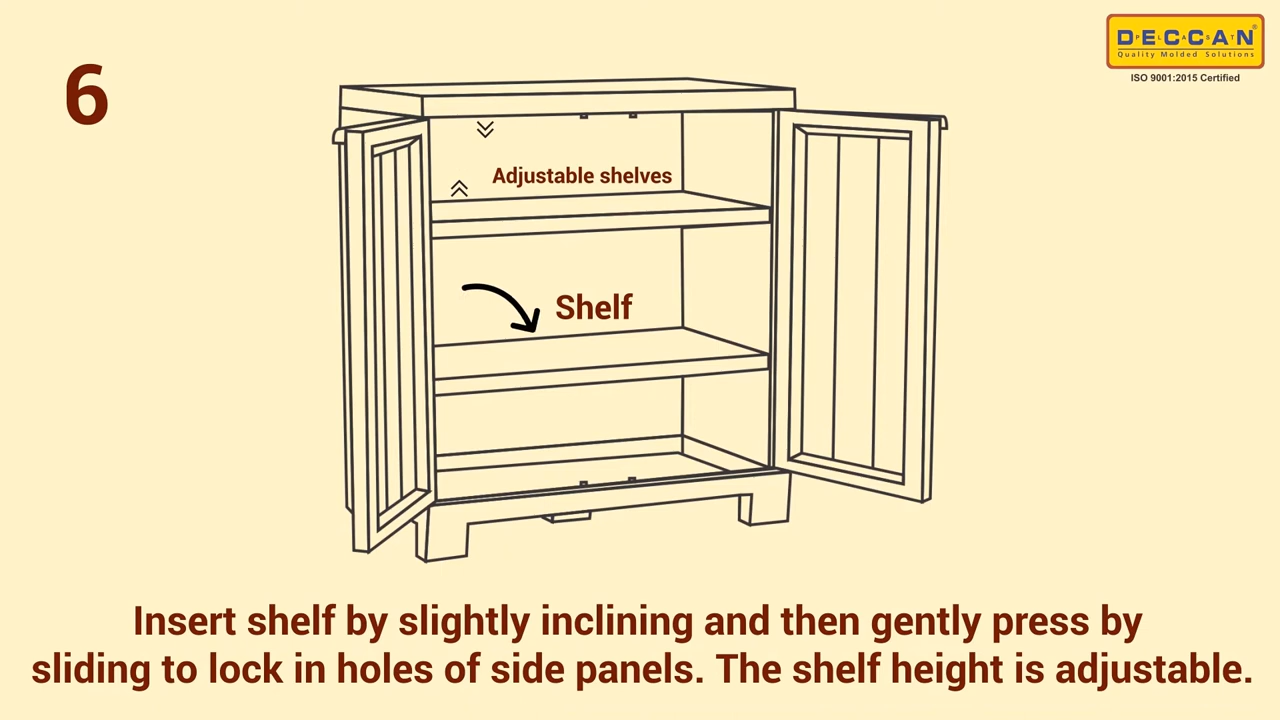 6
DECCAN
PLAST
®
Quality Molded Solutions
ISO 9001:2015 Certified
Adjustable shelves
Shelf
Insert shelf by slightly inclining and then gently press by
sliding to lock in holes of side panels. The shelf height is adjustable.